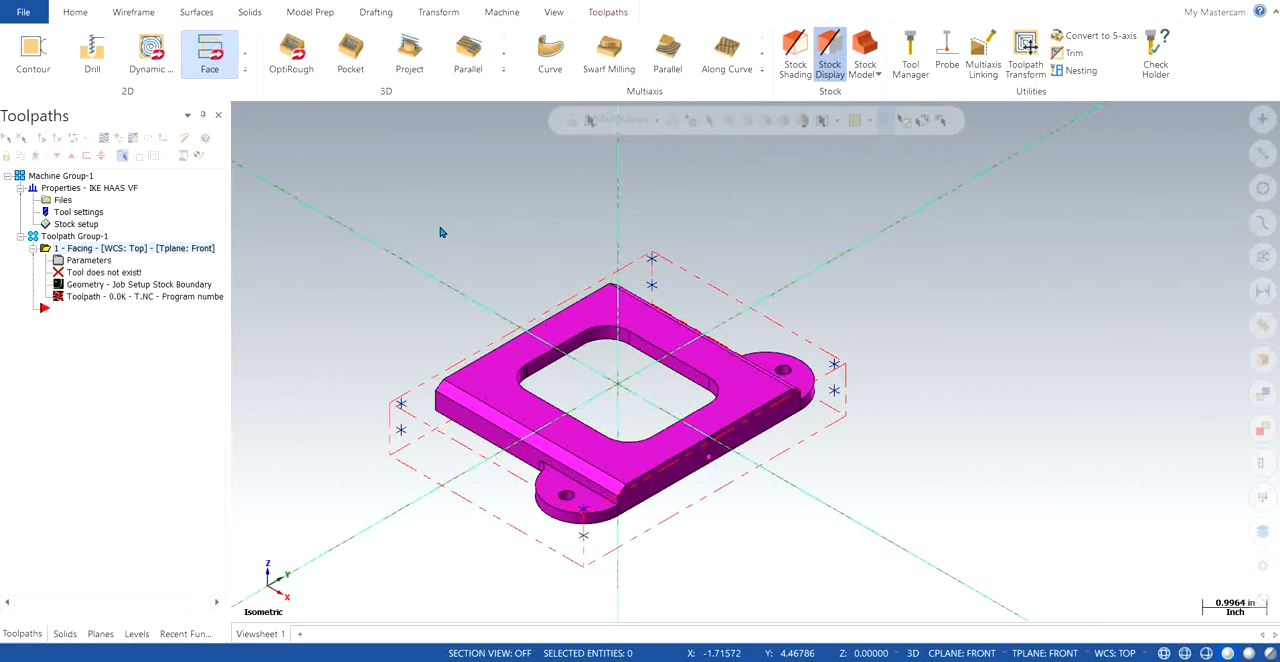 File Home Wireframe Surfaces Solids Model Prep Drafting Transform Machine View Toolpaths My Mastercam
Contour Drill Dynamic ... Face OptiRough Pocket Project Parallel Curve Swarf Milling Parallel Along Curve Stock Shading Stock Display Stock Model Tool Manager Probe Multiaxis Linking Toolpath Transform Convert to 5-axis Trim Nesting Check Holder
2D 3D Multiaxis Stock Utilities
Toolpaths
Machine Group-1
Properties - IKE HAAS VF
Files
Tool settings
Stock setup
Toolpath Group-1
1 - Facing - [WCS: Top] - [Tplane: Front]
Parameters
Tool does not exist!
Geometry - Job Setup Stock Boundary
Toolpath - 0.0K - T.NC - Program numbe
Z
Y
X
Isometric
0.9964 in
Inch
Toolpaths Solids Planes Levels Recent Fun... Viewsheet 1 +
SECTION VIEW: OFF SELECTED ENTITIES: 0 X: -1.71572 Y: 4.46786 Z: 0.00000 3D CPLANE: FRONT TPLANE: FRONT WCS: TOP